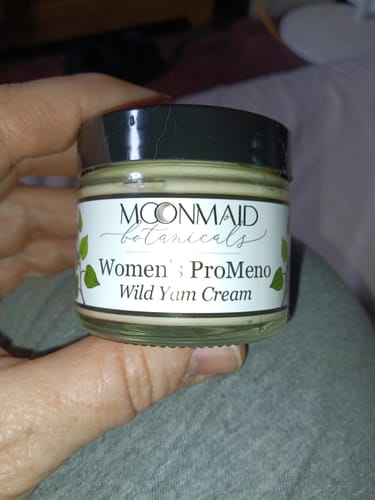 MOONMAID
botanicals
Women's ProMeno
Wild Yam Cream